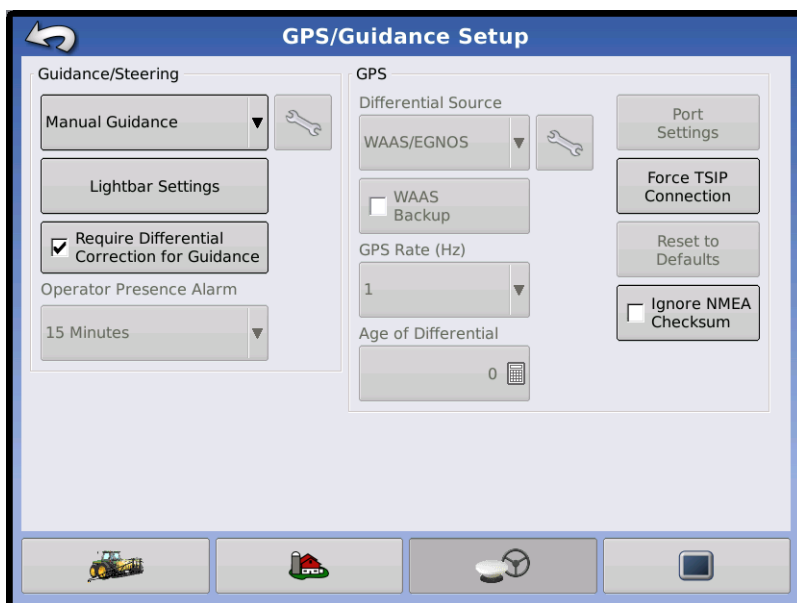 GPS/Guidance Setup
Guidance/Steering
Manual Guidance
Lightbar Settings
Require Differential
Correction for Guidance
Operator Presence Alarm
15 Minutes
GPS
Differential Source
WAAS/EGNOS
WAAS
Backup
GPS Rate (Hz)
1
Age of Differential
0
Port
Settings
Force TSIP
Connection
Reset to
Defaults
Ignore NMEA
Checksum